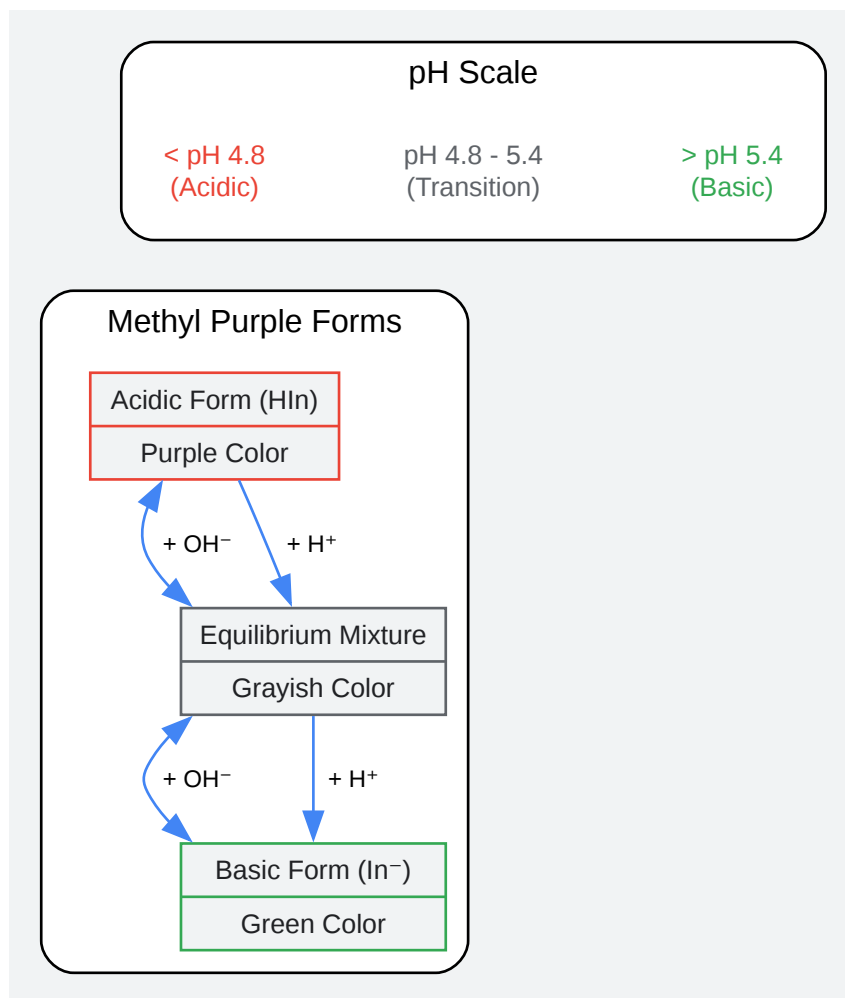 pH Scale
< pH 4.8
(Acidic)
pH 4.8 - 5.4
(Transition)
> pH 5.4
(Basic)
Methyl Purple Forms
Acidic Form (HIn)
Purple Color
+ OH⁻
+ H⁺
Equilibrium Mixture
Grayish Color
+ OH⁻
+ H⁺
Basic Form (In⁻)
Green Color